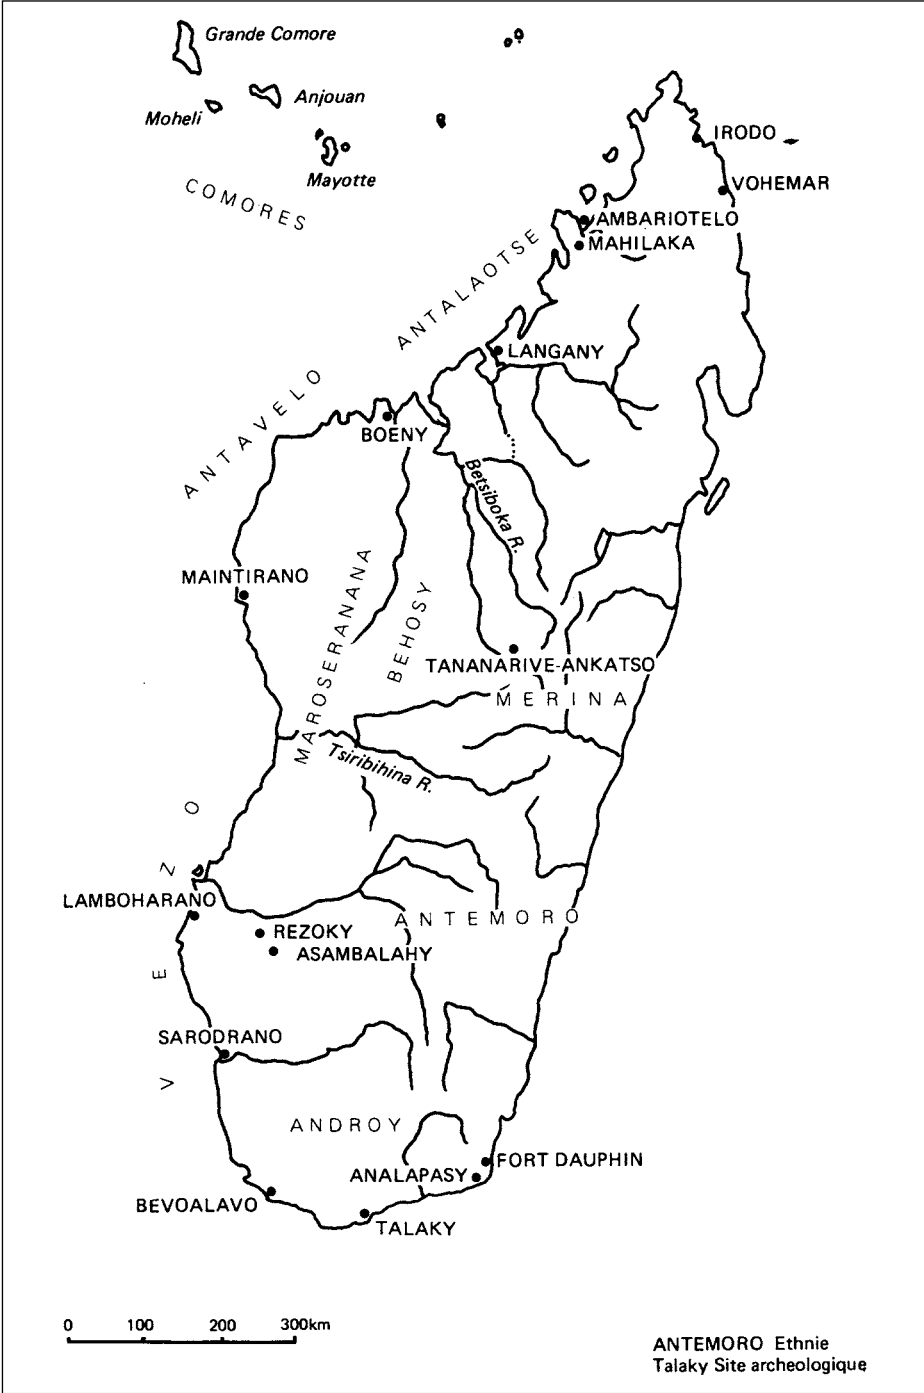 Grande Comore
Anjouan
Moheli
Mayotte
COMORES
IRODO
VOHEMAR
AMBARIOTELO
MAHILAKA
ANTALAOTSE
LANGANY
ANTAVELO
BOENY
Betsiboka R.
MAINTIRANO
MAROSERANANA
BEHOSY
TANANARIVE-ANKATSO
MERINA
Tsiribihina R.
VEZO
LAMBOHARANO
ANTEMORO
REZOKY
ASAMBALAHY
SARODRANO
ANDROY
FORT DAUPHIN
ANALAPASY
BEVOALAVO
TALAKY
0 100 200 300km
ANTEMORO Ethnie
Talaky Site archeologique